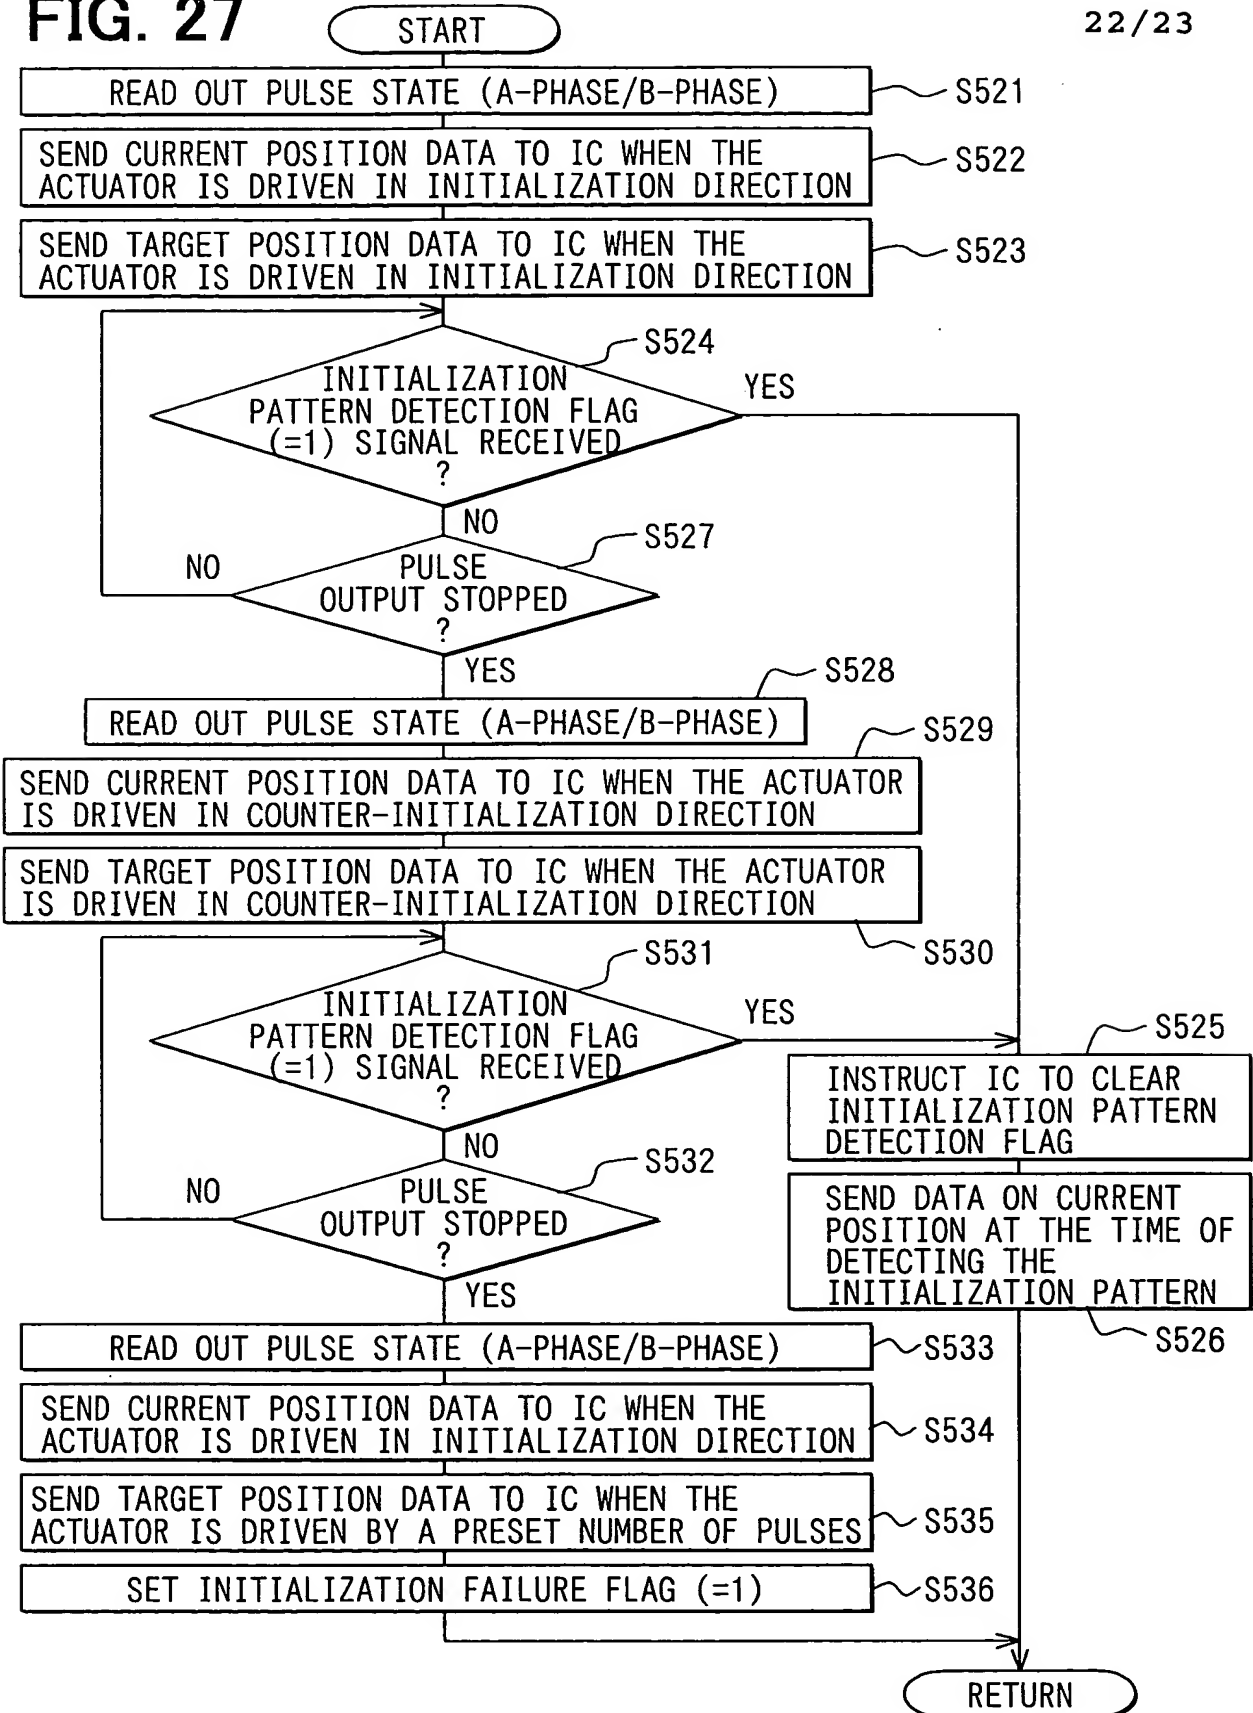 FIG. 27
22/23
START
READ OUT PULSE STATE (A-PHASE/B-PHASE)
S521
SEND CURRENT POSITION DATA TO IC WHEN THE
ACTUATOR IS DRIVEN IN INITIALIZATION DIRECTION
S522
SEND TARGET POSITION DATA TO IC WHEN THE
ACTUATOR IS DRIVEN IN INITIALIZATION DIRECTION
S523
S524
INITIALIZATION
PATTERN DETECTION FLAG
(=1) SIGNAL RECEIVED
?
YES
NO
S527
PULSE
OUTPUT STOPPED
?
NO
YES
S528
READ OUT PULSE STATE (A-PHASE/B-PHASE)
S529
SEND CURRENT POSITION DATA TO IC WHEN THE ACTUATOR
IS DRIVEN IN COUNTER-INITIALIZATION DIRECTION
SEND TARGET POSITION DATA TO IC WHEN THE ACTUATOR
IS DRIVEN IN COUNTER-INITIALIZATION DIRECTION
S530
S531
INITIALIZATION
PATTERN DETECTION FLAG
(=1) SIGNAL RECEIVED
?
YES
NO
S525
INSTRUCT IC TO CLEAR
INITIALIZATION PATTERN
DETECTION FLAG
S532
PULSE
OUTPUT STOPPED
?
NO
YES
SEND DATA ON CURRENT
POSITION AT THE TIME OF
DETECTING THE
INITIALIZATION PATTERN
S526
READ OUT PULSE STATE (A-PHASE/B-PHASE)
S533
SEND CURRENT POSITION DATA TO IC WHEN THE
ACTUATOR IS DRIVEN IN INITIALIZATION DIRECTION
S534
SEND TARGET POSITION DATA TO IC WHEN THE
ACTUATOR IS DRIVEN BY A PRESET NUMBER OF PULSES
S535
SET INITIALIZATION FAILURE FLAG (=1)
S536
RETURN